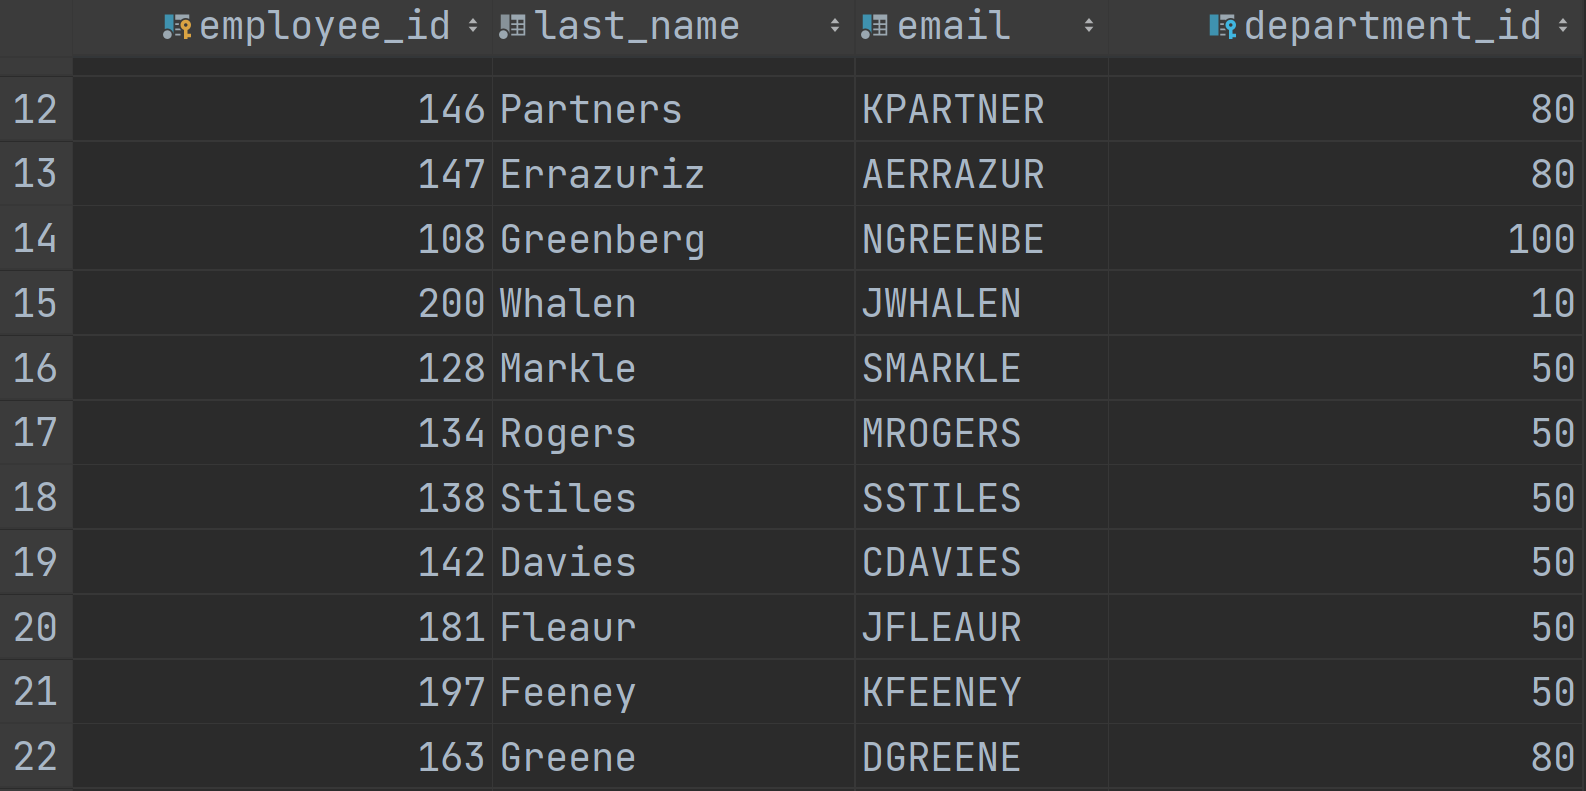 employee_id last_name email department_id
12 146 Partners KPARTNER 80
13 147 Errazuriz AERRAZUR 80
14 108 Greenberg NGREENBE 100
15 200 Whalen JWHALEN 10
16 128 Markle SMARKLE 50
17 134 Rogers MROGERS 50
18 138 Stiles SSTILES 50
19 142 Davies CDAVIES 50
20 181 Fleaur JFLEAUR 50
21 197 Feeney KFEENEY 50
22 163 Greene DGREENE 80